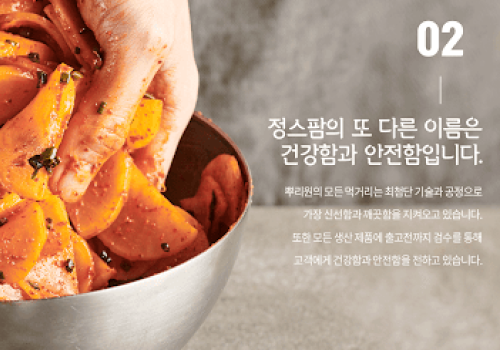 02
정스팜의 또 다른 이름은
건강함과 안전함입니다.
뿌리원의 모든 먹거리는 최첨단 기술과 공정으로
가장 신선함과 깨끗함을 지켜오고 있습니다.
또한 모든 생산 제품에 출고전까지 검수를 통해
고객에게 건강함과 안전함을 전하고 있습니다.